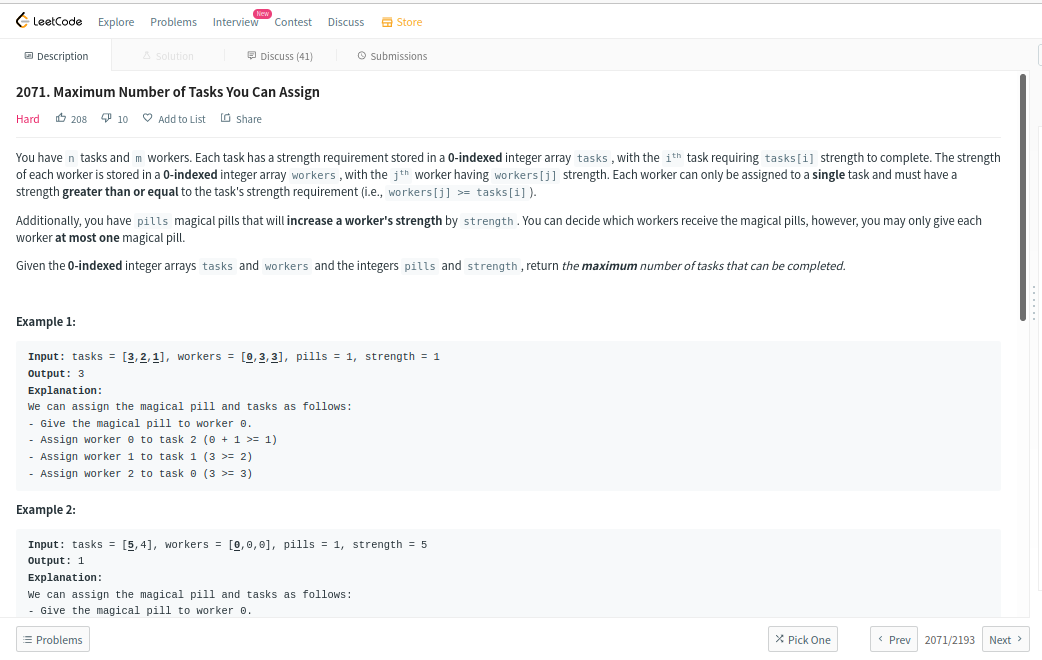 LeetCode Explore Problems Interview New Contest Discuss Store
Description Solution Discuss (41) Submissions
2071. Maximum Number of Tasks You Can Assign
Hard 208 10 Add to List Share
You have n tasks and m workers. Each task has a strength requirement stored in a 0-indexed integer array tasks, with the ith task requiring tasks[i] strength to complete. The strength
of each worker is stored in a 0-indexed integer array workers, with the jth worker having workers[j] strength. Each worker can only be assigned to a single task and must have a
strength greater than or equal to the task's strength requirement (i.e., workers[j] >= tasks[i]).
Additionally, you have pills magical pills that will increase a worker's strength by strength. You can decide which workers receive the magical pills, however, you may only give each
worker at most one magical pill.
Given the 0-indexed integer arrays tasks and workers and the integers pills and strength, return the maximum number of tasks that can be completed.
Example 1:
Input: tasks = [3,2,1], workers = [0,3,3], pills = 1, strength = 1
Output: 3
Explanation:
We can assign the magical pill and tasks as follows:
- Give the magical pill to worker 0.
- Assign worker 0 to task 2 (0 + 1 >= 1)
- Assign worker 1 to task 1 (3 >= 2)
- Assign worker 2 to task 0 (3 >= 3)
Example 2:
Input: tasks = [5,4], workers = [0,0,0], pills = 1, strength = 5
Output: 1
Explanation:
We can assign the magical pill and tasks as follows:
- Give the magical pill to worker 0.
Problems Pick One Prev 2071/2193 Next